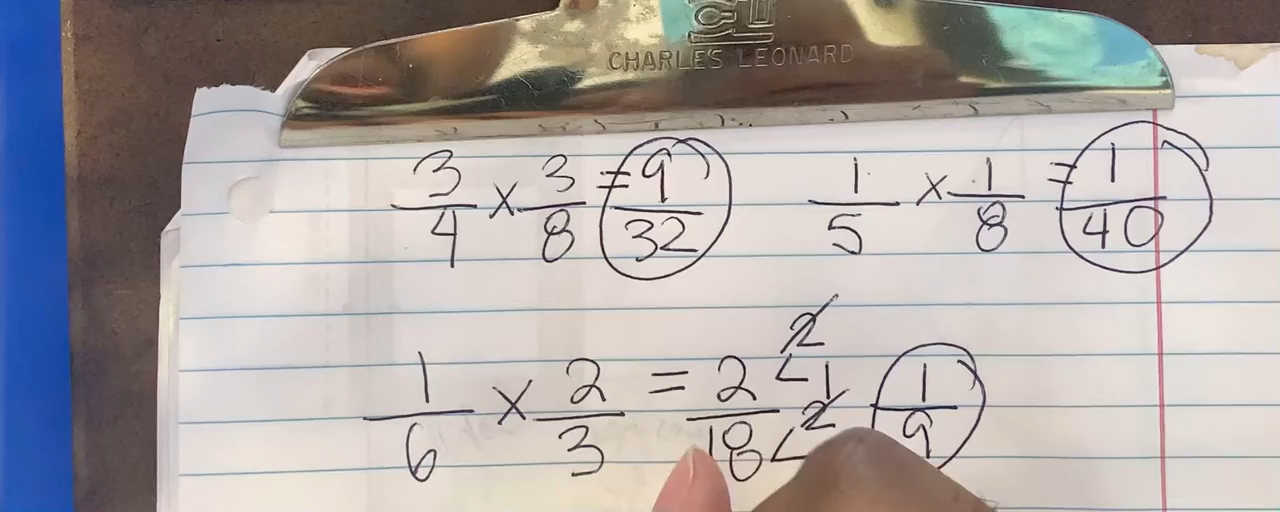 CHARLES LEONARD
3/4 × 3/8 = 9/32
1/5 × 1/8 = 1/40
1/6 × 2/3 = 2/18 < 2 1 < 2 1/9